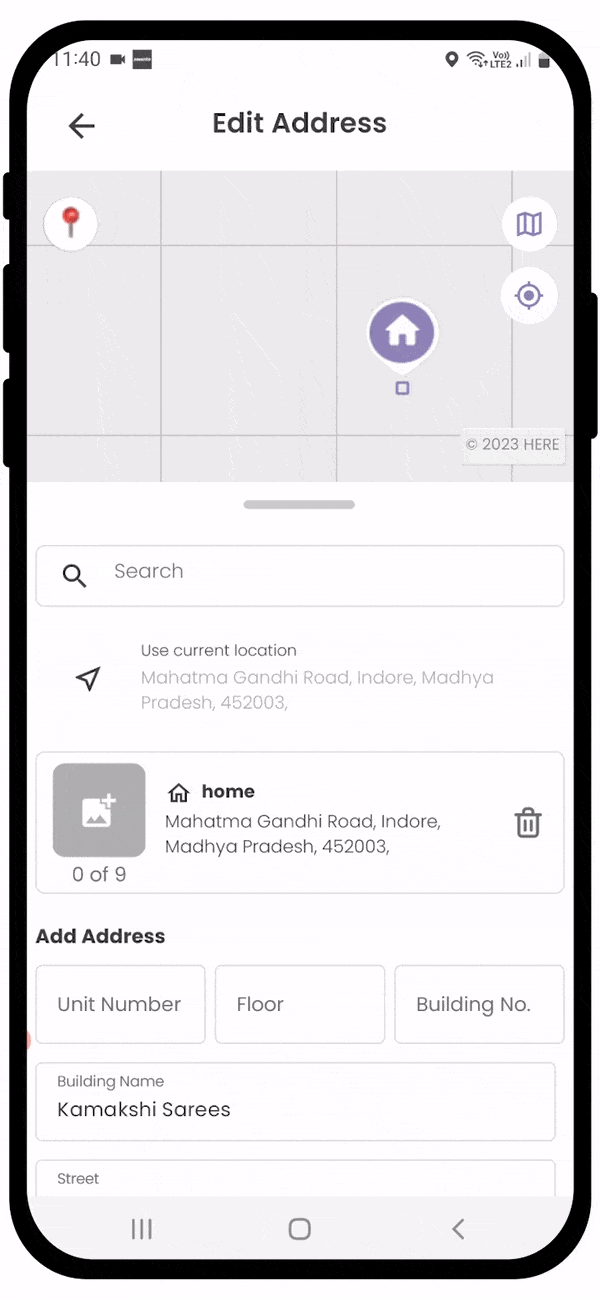 11:40
Vo))
LTE2
Edit Address
© 2023 HERE
Search
Use current location
Mahatma Gandhi Road, Indore, Madhya
Pradesh, 452003,
home
Mahatma Gandhi Road, Indore,
Madhya Pradesh, 452003,
0 of 9
Add Address
Unit Number
Floor
Building No.
Building Name
Kamakshi Sarees
Street